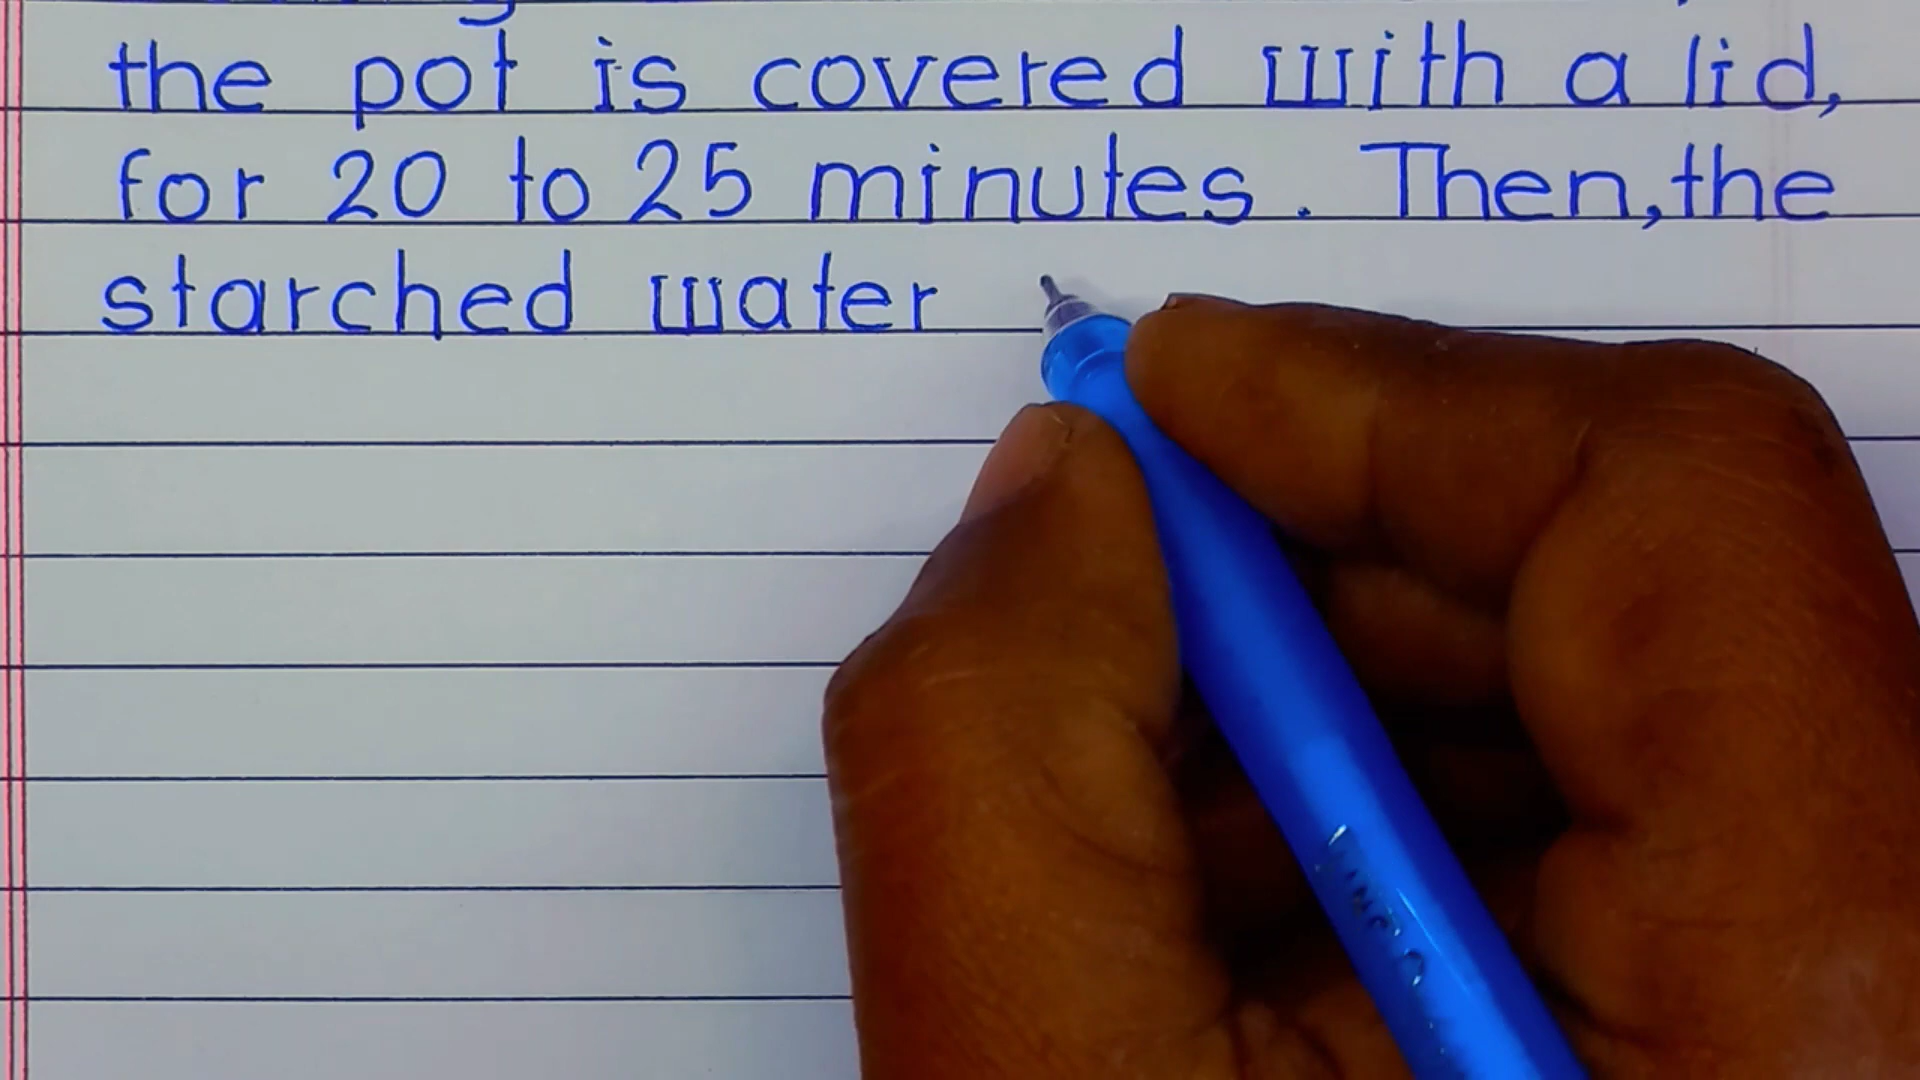 the pot is covered with a lid,
for 20 to 25 minutes. Then, the
starched water